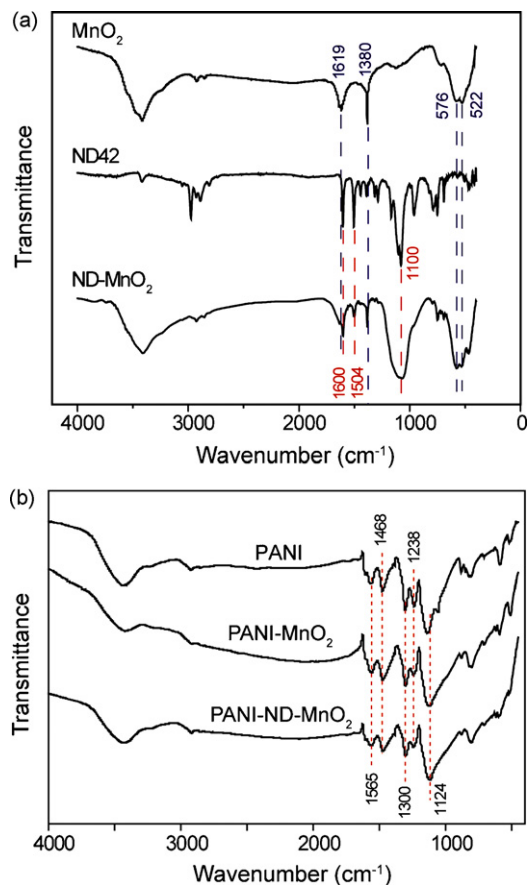 (a)
MnO₂
1619
1380
576
522
ND42
1100
ND-MnO₂
1600
1504
Transmittance
4000 3000 2000 1000 0
Wavenumber (cm⁻¹)
(b)
1468
1238
PANI
PANI-MnO₂
PANI-ND-MnO₂
1565
1300
1124
Transmittance
4000 3000 2000 1000
Wavenumber (cm⁻¹)